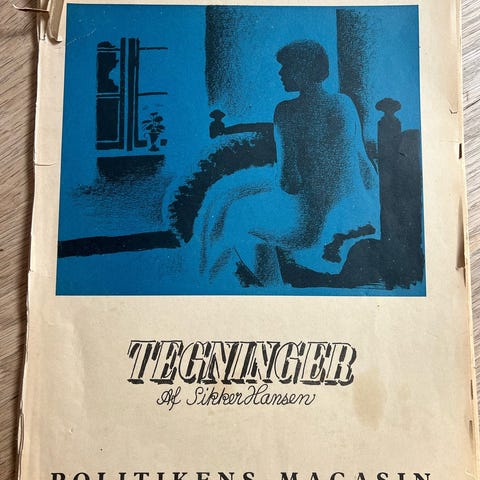 TEGNINGER
Af Sikker Hansen
POLITIKENS MAGASIN